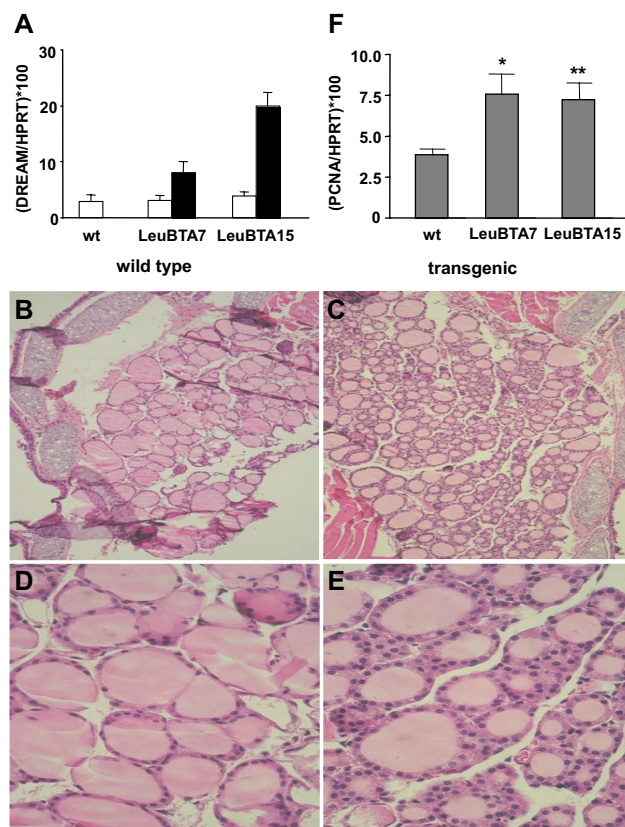 A
(DREAM/HPRT)*100
30
20
10
0
wt LeuBTA7 LeuBTA15
F
(PCNA/HPRT)*100
10.0
7.5
5.0
2.5
0
* **
wt LeuBTA7 LeuBTA15
wild type transgenic
B
C
D
E